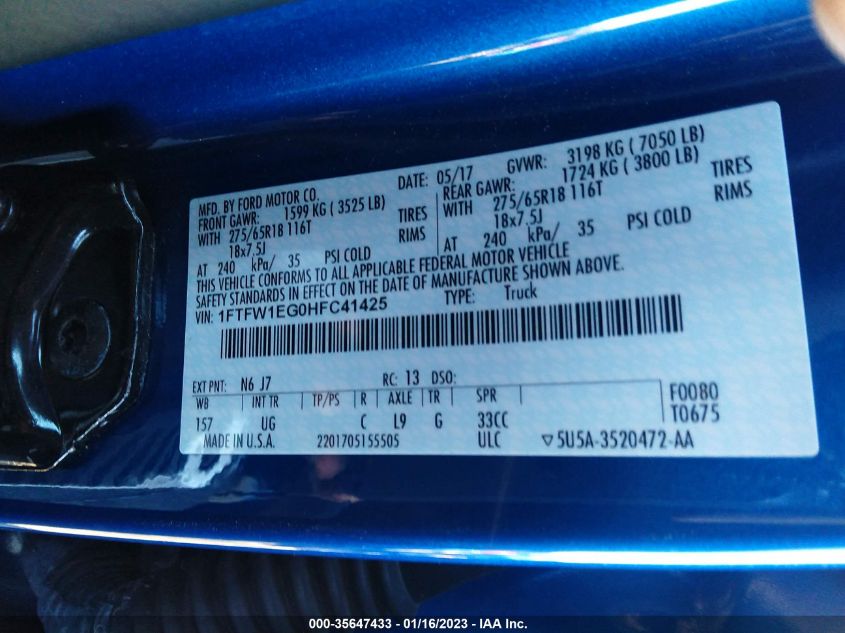 MFD. BY FORD MOTOR CO.
DATE: 05/17 GVWR: 3198 KG ( 7050 LB)
FRONT GAWR: 1599 KG ( 3525 LB)
REAR GAWR: 1724 KG ( 3800 LB)
WITH 275/65R18 116T TIRES
WITH 275/65R18 116T TIRES
18x7.5J RIMS
18x7.5J RIMS
AT 240 kPa/ 35 PSI COLD
AT 240 kPa/ 35 PSI COLD
THIS VEHICLE CONFORMS TO ALL APPLICABLE FEDERAL MOTOR VEHICLE
SAFETY STANDARDS IN EFFECT ON THE DATE OF MANUFACTURE SHOWN ABOVE.
VIN: 1FTFW1EG0HFC41425 TYPE: Truck
EXT PNT: N6 J7 RC: 13 DSO:
WB INT TR TP/PS R AXLE TR SPR F0080
157 UG C L9 G 33CC T0675
MADE IN U.S.A. 2201705155505 ULC ▽5U5A-3520472-AA
000-35647433 - 01/16/2023 - IAA Inc.